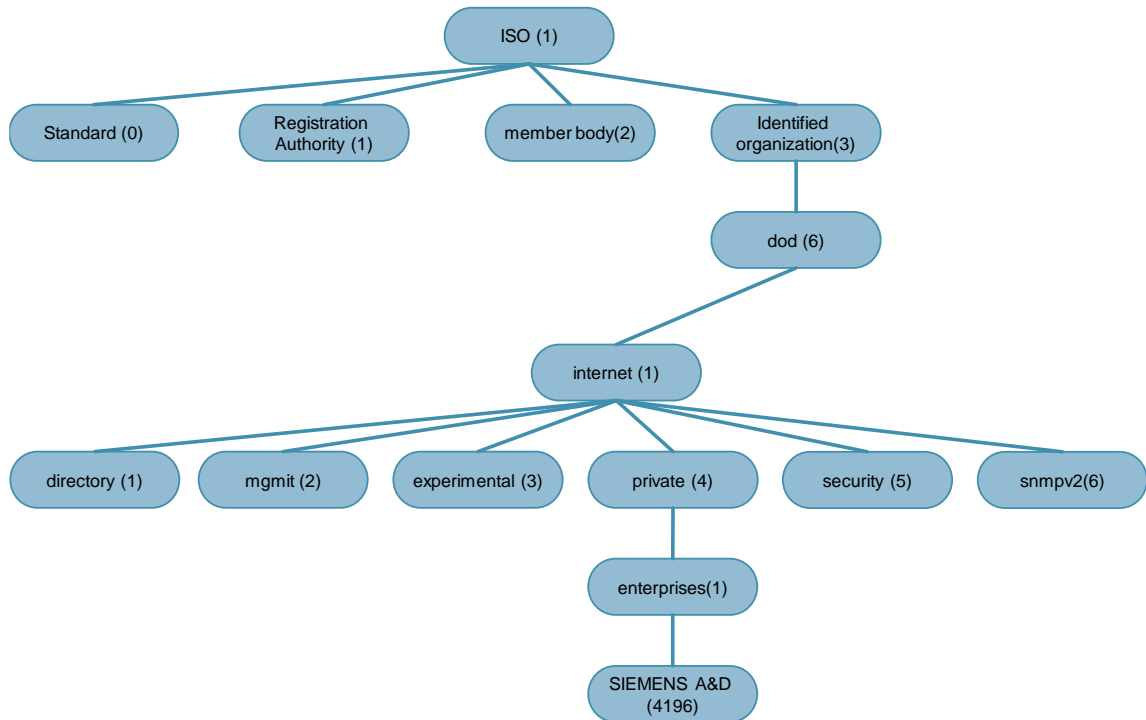 ISO (1)
Standard (0)
Registration
Authority (1)
member body(2)
Identified
organization(3)
dod (6)
internet (1)
directory (1)
mgmit (2)
experimental (3)
private (4)
security (5)
snmpv2(6)
enterprises(1)
SIEMENS A&D
(4196)